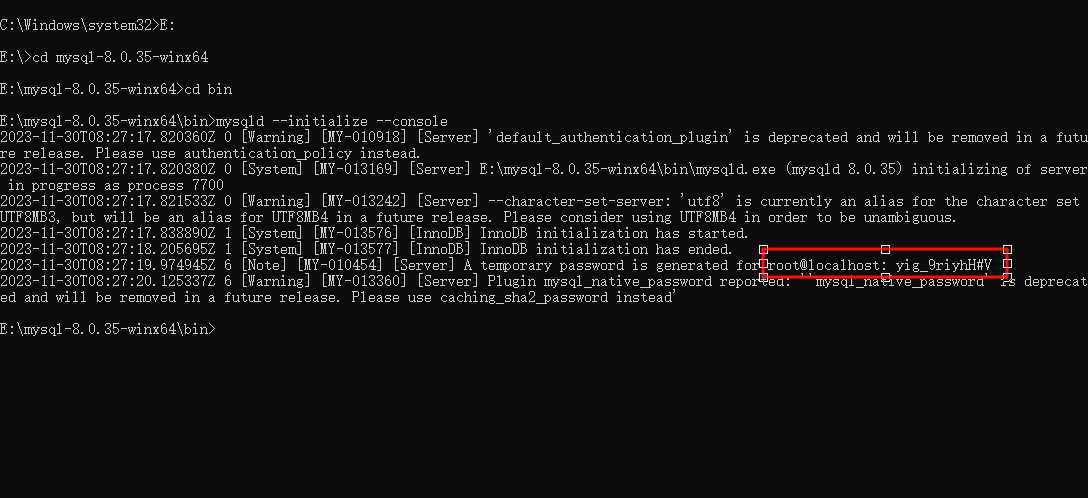 C:\Windows\system32>E:
E:\>cd mysql-8.0.35-winx64
E:\mysql-8.0.35-winx64>cd bin
E:\mysql-8.0.35-winx64\bin>mysqld --initialize --console
2023-11-30T08:27:17.820360Z 0 [Warning] [MY-010918] [Server] 'default_authentication_plugin' is deprecated and will be removed in a futu
re release. Please use authentication_policy instead.
2023-11-30T08:27:17.820380Z 0 [System] [MY-013169] [Server] E:\mysql-8.0.35-winx64\bin\mysqld.exe (mysqld 8.0.35) initializing of server
in progress as process 7700
2023-11-30T08:27:17.821533Z 0 [Warning] [MY-013242] [Server] --character-set-server: 'utf8' is currently an alias for the character set
UTF8MB3, but will be an alias for UTF8MB4 in a future release. Please consider using UTF8MB4 in order to be unambiguous.
2023-11-30T08:27:17.838890Z 1 [System] [MY-013576] [InnoDB] InnoDB initialization has started.
2023-11-30T08:27:18.205695Z 1 [System] [MY-013577] [InnoDB] InnoDB initialization has ended.
2023-11-30T08:27:19.974945Z 6 [Note] [MY-010454] [Server] A temporary password is generated for root@localhost: yig_9riyhH#V
2023-11-30T08:27:20.125337Z 6 [Warning] [MY-013360] [Server] Plugin mysql_native_password reported: ''mysql_native_password' is deprecat
ed and will be removed in a future release. Please use caching_sha2_password instead'
E:\mysql-8.0.35-winx64\bin>